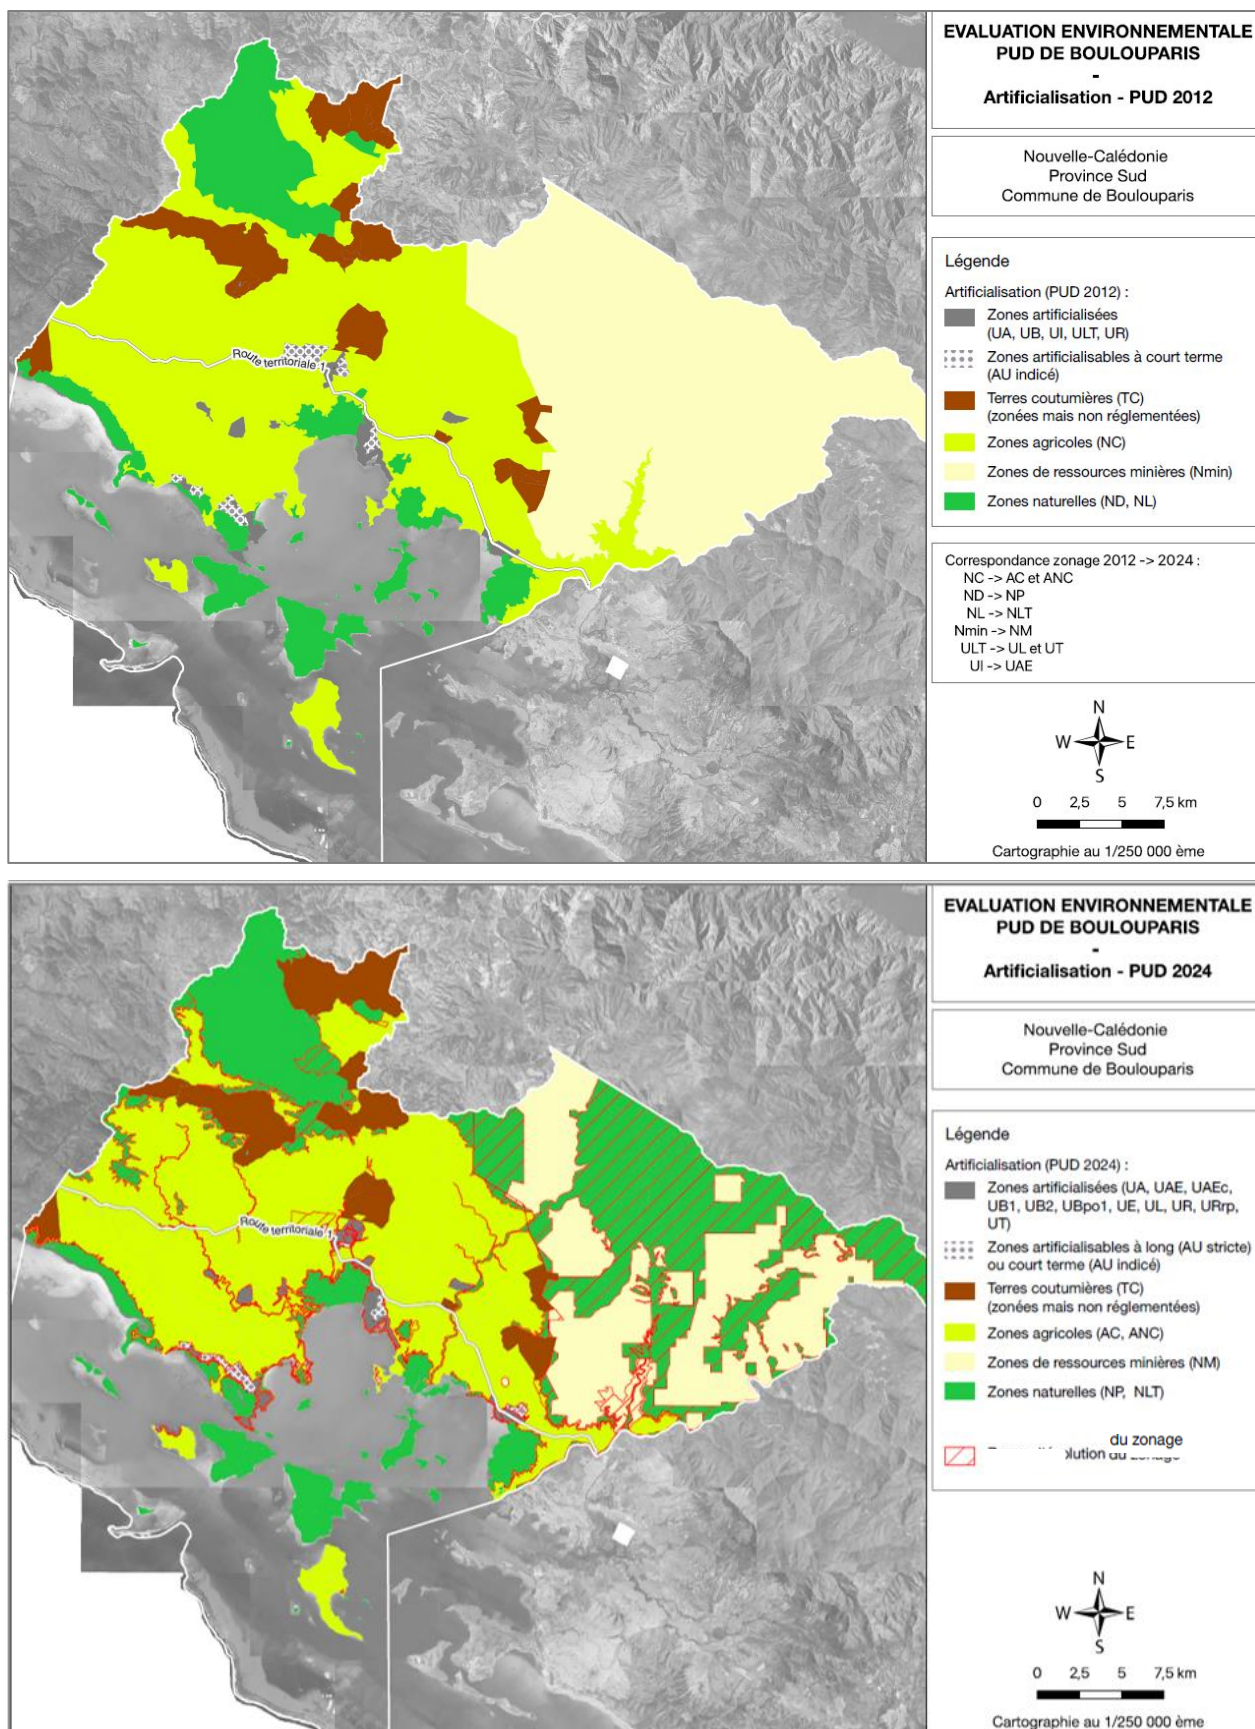 EVALUATION ENVIRONNEMENTALE
PUD DE BOULOUPARIS
-
Artificialisation - PUD 2012
Nouvelle-Calédonie
Province Sud
Commune de Boulouparis
Légende
Artificialisation (PUD 2012) :
Zones artificialisées
(UA, UB, UI, ULT, UR)
Zones artificialisables à court terme
(AU indicé)
Terres coutumières (TC)
(zonées mais non réglementées)
Zones agricoles (NC)
Zones de ressources minières (Nmin)
Zones naturelles (ND, NL)
Correspondance zonage 2012 -> 2024 :
NC -> AC et ANC
ND -> NP
NL -> NLT
Nmin -> NM
ULT -> UL et UT
UI -> UAE
N
W E
S
0 2,5 5 7,5 km
Cartographie au 1/250 000 ème
Route territoriale 1
EVALUATION ENVIRONNEMENTALE
PUD DE BOULOUPARIS
-
Artificialisation - PUD 2024
Nouvelle-Calédonie
Province Sud
Commune de Boulouparis
Légende
Artificialisation (PUD 2024) :
Zones artificialisées (UA, UAE, UAEc,
UB1, UB2, UBpo1, UE, UL, UR, URrp,
UT)
Zones artificialisables à long (AU stricte)
ou court terme (AU indicé)
Terres coutumières (TC)
(zonées mais non réglementées)
Zones agricoles (AC, ANC)
Zones de ressources minières (NM)
Zones naturelles (NP, NLT)
du zonage
N
W E
S
0 2,5 5 7,5 km
Cartographie au 1/250 000 ème
Route territoriale 1